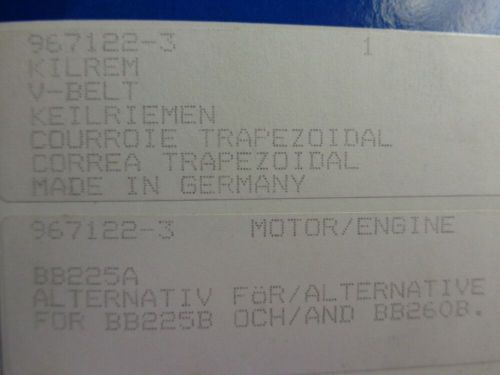 967122-3 1
KILREM
V-BELT
KEILRIEMEN
COURROIE TRAPEZOIDAL
CORREA TRAPEZOIDAL
MADE IN GERMANY
967122-3 MOTOR/ENGINE
BB225A
ALTERNATIV FöR/ALTERNATIVE
FOR BB225B OCH/AND BB260B.